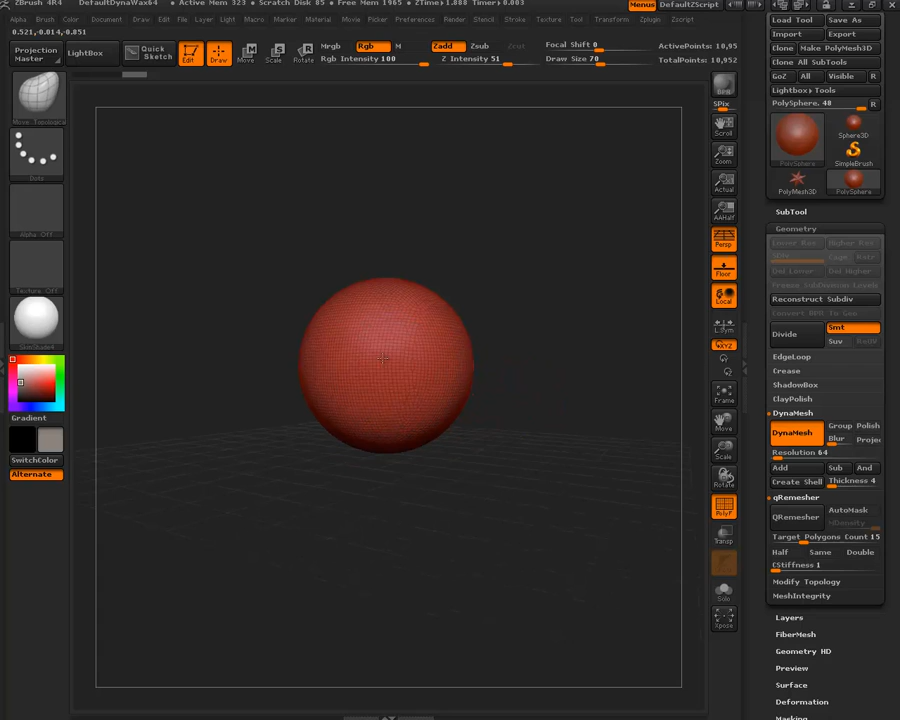 ZBrush 4R4 DefaultDynaWax64 • Active Mem 323 • Scratch Disk 85 • Free Mem 1965 • ZTime▸1.888 Timer▸0.003 Menus DefaultZScript
Alpha Brush Color Document Draw Edit File Layer Light Macro Marker Material Movie Picker Preferences Render Stencil Stroke Texture Tool Transform Zplugin Zscript
0.521,-0.014,-0.851
Projection Master
LightBox
Quick Sketch
Edit
Draw
Move
Scale
Rotate
Mrgb Rgb M
Rgb Intensity 100
Zadd Zsub Zcut
Z Intensity 51
Focal Shift 0
Draw Size 70
ActivePoints: 10,95
TotalPoints: 10,952
Move Topological
Dots
Alpha Off
Texture Off
SkinShade4
Gradient
SwitchColor
Alternate
BPR
SPix
Scroll
Zoom
Actual
AAHalf
Persp
Floor
Local
L.Sym
XYZ
Frame
Move
Scale
Rotate
PolyF
Transp
Solo
Xpose
Load Tool Save As
Import Export
Clone Make PolyMesh3D
Clone All SubTools
GoZ All Visible R
Lightbox▸Tools
PolySphere. 48 R
PolySphere
Sphere3D
SimpleBrush
PolyMesh3D
PolySphere
SubTool
Geometry
Lower Res Higher Res
Cage Rstr
Del Lower Del Higher
Freeze SubDivision Levels
Reconstruct Subdiv
Convert BPR To Geo
Divide
Smt
Suv ReUV
EdgeLoop
Crease
ShadowBox
ClayPolish
DynaMesh
DynaMesh
Group Polish
Blur Projec
Resolution 64
Add Sub And
Create Shell Thickness 4
qRemesher
QRemesher
AutoMask
Target Polygons Count 15
Half Same Double
CStiffness 1
Modify Topology
MeshIntegrity
Layers
FiberMesh
Geometry HD
Preview
Surface
Deformation
Masking